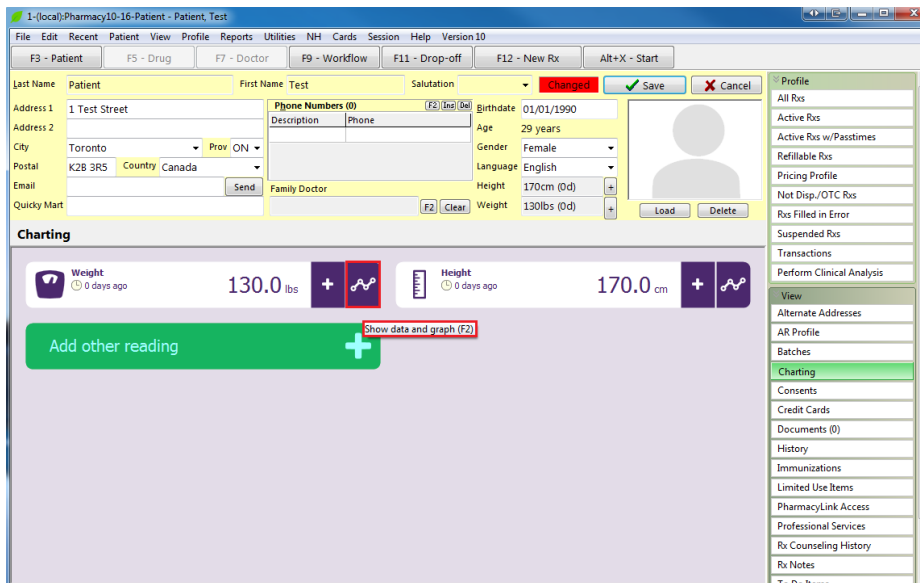 1-(local):Pharmacy10-16-Patient - Patient, Test
File Edit Recent Patient View Profile Reports Utilities NH Cards Session Help Version 10
F3 - Patient F5 - Drug F7 - Doctor F9 - Workflow F11 - Drop-off F12 - New Rx Alt+X - Start
Last Name Patient First Name Test Salutation Changed Save Cancel
Address 1 1 Test Street
Address 2
City Toronto Prov ON
Postal K2B 3R5 Country Canada
Email Send
Quicky Mart
Phone Numbers (0) F2 Ins Del
Description Phone
Family Doctor
F2 Clear
Birthdate 01/01/1990
Age 29 years
Gender Female
Language English
Height 170cm (0d) +
Weight 130lbs (0d) +
Load Delete
Charting
Weight
0 days ago
130.0 lbs
+
Height
0 days ago
170.0 cm
+
Show data and graph (F2)
Add other reading +
Profile
All Rxs
Active Rxs
Active Rxs w/Passtimes
Refillable Rxs
Pricing Profile
Not Disp./OTC Rxs
Rxs Filled in Error
Suspended Rxs
Transactions
Perform Clinical Analysis
View
Alternate Addresses
AR Profile
Batches
Charting
Consents
Credit Cards
Documents (0)
History
Immunizations
Limited Use Items
PharmacyLink Access
Professional Services
Rx Counseling History
Rx Notes
To Do Items